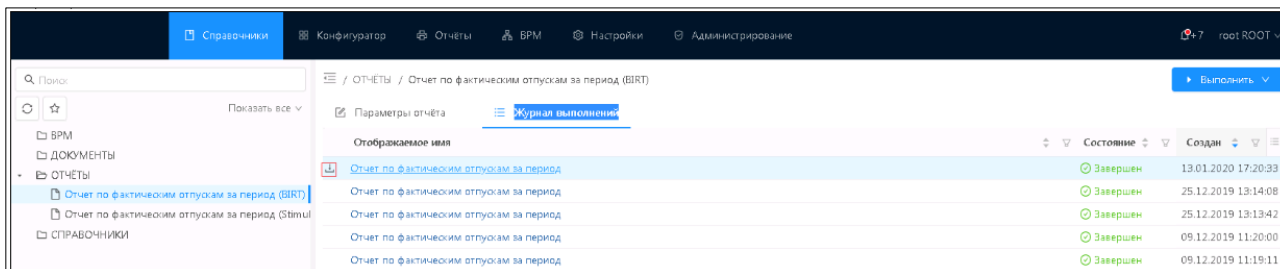 Справочники Конфигуратор Отчёты BPM Настройки Администрирование +7 root ROOT
Поиск
/ ОТЧЁТЫ / Отчет по фактическим отпускам за период (BIRT)
Выполнить
Показать все
Параметры отчёта Журнал выполнений
BPM
ДОКУМЕНТЫ
ОТЧЁТЫ
Отчет по фактическим отпускам за период (BIRT)
Отчет по фактическим отпускам за период (Stimul
СПРАВОЧНИКИ
Отображаемое имя Состояние Создан
Отчет по фактическим отпускам за период Завершен 13.01.2020 17:20:33
Отчет по фактическим отпускам за период Завершен 25.12.2019 13:14:08
Отчет по фактическим отпускам за период Завершен 25.12.2019 13:13:42
Отчет по фактическим отпускам за период Завершен 09.12.2019 11:20:00
Отчет по фактическим отпускам за период Завершен 09.12.2019 11:19:11